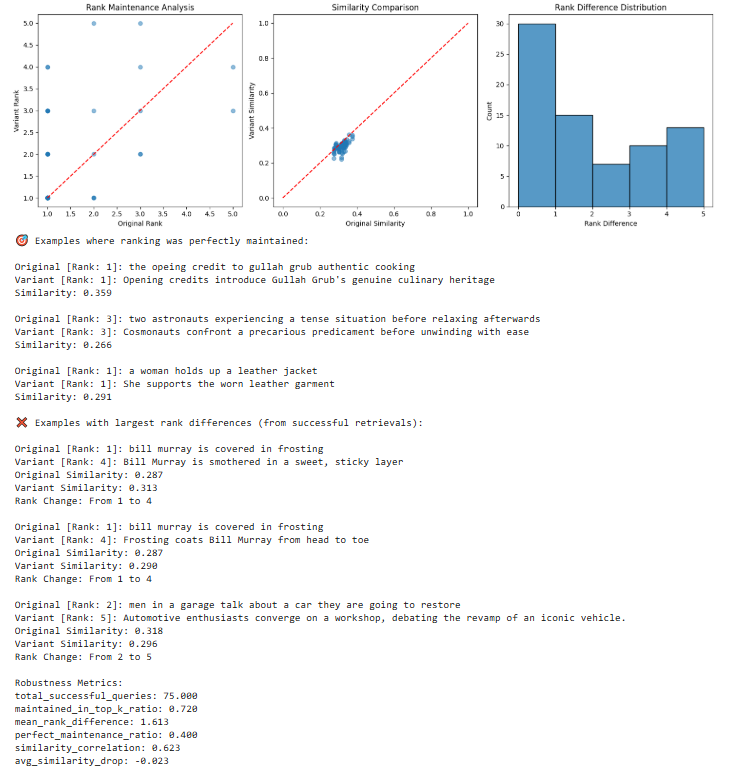 Rank Maintenance Analysis
Similarity Comparison
Rank Difference Distribution
5.0
4.5
4.0
3.5
3.0
2.5
2.0
1.5
1.0
Variant Rank
1.0 1.5 2.0 2.5 3.0 3.5 4.0 4.5 5.0
Original Rank
1.0
0.8
0.6
0.4
0.2
0.0
Variant Similarity
0.0 0.2 0.4 0.6 0.8 1.0
Original Similarity
30
25
20
15
10
5
0
Count
0 1 2 3 4 5
Rank Difference
🎯 Examples where ranking was perfectly maintained:
Original [Rank: 1]: the opeing credit to gullah grub authentic cooking
Variant [Rank: 1]: Opening credits introduce Gullah Grub's genuine culinary heritage
Similarity: 0.359
Original [Rank: 3]: two astronauts experiencing a tense situation before relaxing afterwards
Variant [Rank: 3]: Cosmonauts confront a precarious predicament before unwinding with ease
Similarity: 0.266
Original [Rank: 1]: a woman holds up a leather jacket
Variant [Rank: 1]: She supports the worn leather garment
Similarity: 0.291
❌ Examples with largest rank differences (from successful retrievals):
Original [Rank: 1]: bill murray is covered in frosting
Variant [Rank: 4]: Bill Murray is smothered in a sweet, sticky layer
Original Similarity: 0.287
Variant Similarity: 0.313
Rank Change: From 1 to 4
Original [Rank: 1]: bill murray is covered in frosting
Variant [Rank: 4]: Frosting coats Bill Murray from head to toe
Original Similarity: 0.287
Variant Similarity: 0.290
Rank Change: From 1 to 4
Original [Rank: 2]: men in a garage talk about a car they are going to restore
Variant [Rank: 5]: Automotive enthusiasts converge on a workshop, debating the revamp of an iconic vehicle.
Original Similarity: 0.318
Variant Similarity: 0.296
Rank Change: From 2 to 5
Robustness Metrics:
total_successful_queries: 75.000
maintained_in_top_k_ratio: 0.720
mean_rank_difference: 1.613
perfect_maintenance_ratio: 0.400
similarity_correlation: 0.623
avg_similarity_drop: -0.023